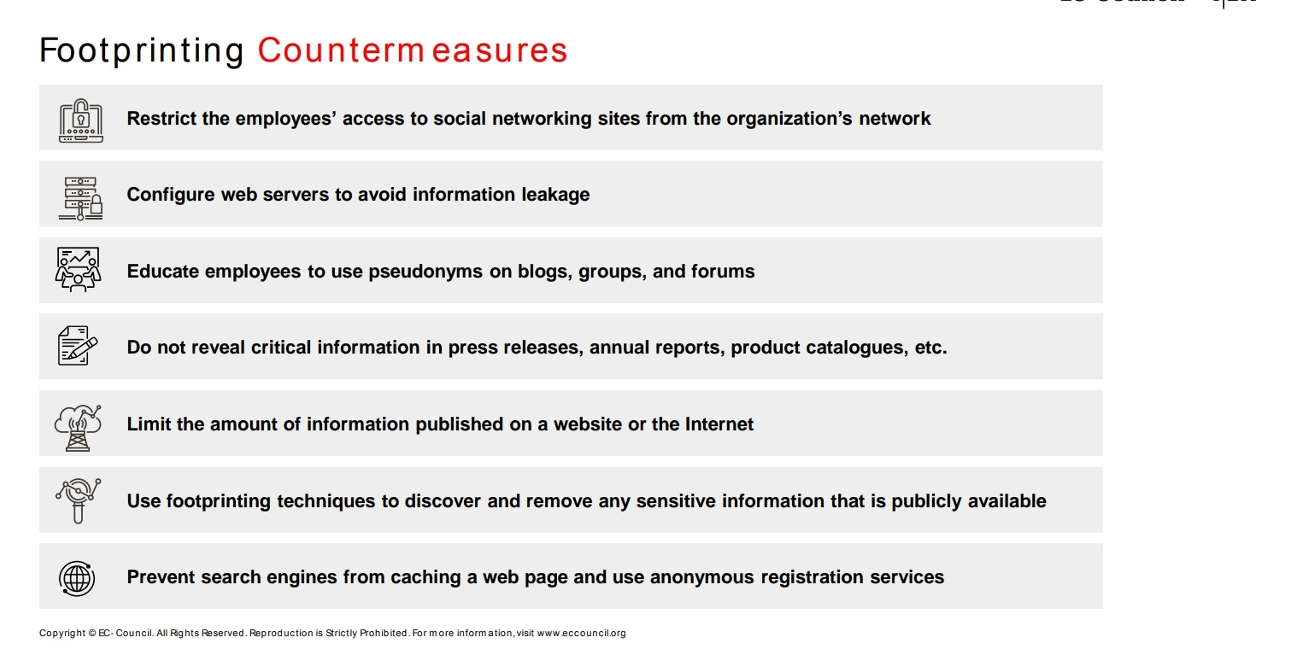 Footprinting Countermeasures
Restrict the employees’ access to social networking sites from the organization’s network
Configure web servers to avoid information leakage
Educate employees to use pseudonyms on blogs, groups, and forums
Do not reveal critical information in press releases, annual reports, product catalogues, etc.
Limit the amount of information published on a website or the Internet
Use footprinting techniques to discover and remove any sensitive information that is publicly available
Prevent search engines from caching a web page and use anonymous registration services
Copyright © EC-Council. All Rights Reserved. Reproduction is Strictly Prohibited. For more information, visit www.eccouncil.org